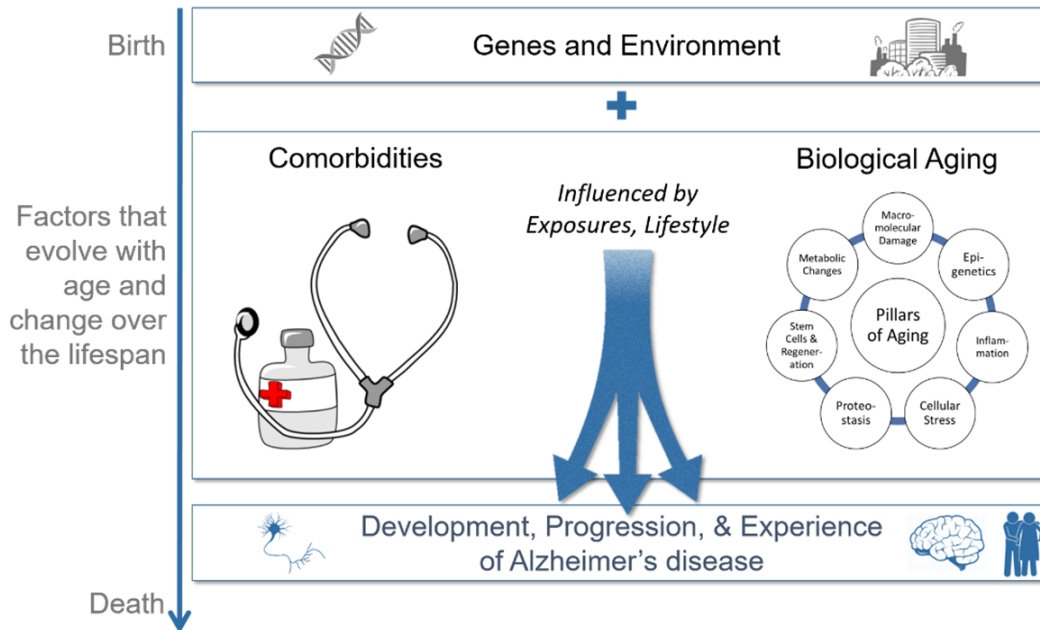 Birth
Genes and Environment
Factors that
evolve with
age and
change over
the lifespan
Comorbidities
Influenced by
Exposures, Lifestyle
Biological Aging
Macro-
molecular
Damage
Epi-
genetics
Inflam-
mation
Cellular
Stress
Proteo-
stasis
Stem
Cells &
Regener-
ation
Metabolic
Changes
Pillars
of Aging
Development, Progression, & Experience
of Alzheimer's disease
Death